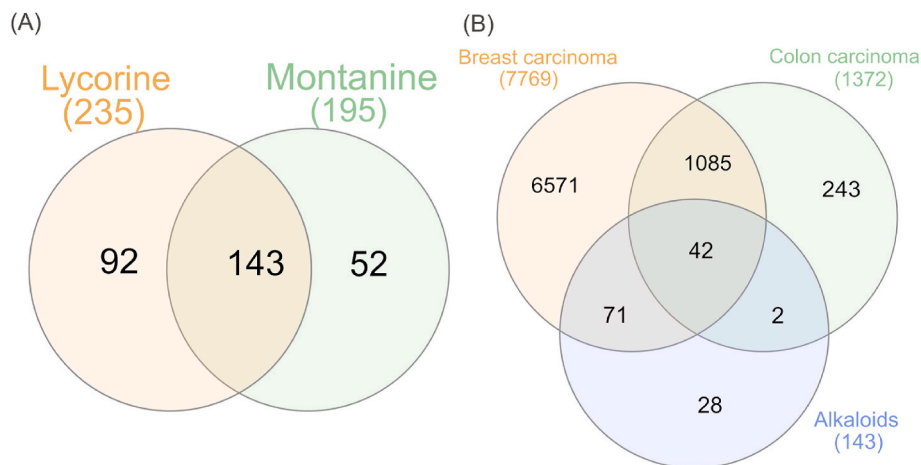 (A)
Lycorine
(235)
Montanine
(195)
92
143
52
(B)
Breast carcinoma
(7769)
Colon carcinoma
(1372)
6571
1085
243
42
71
2
28
Alkaloids
(143)